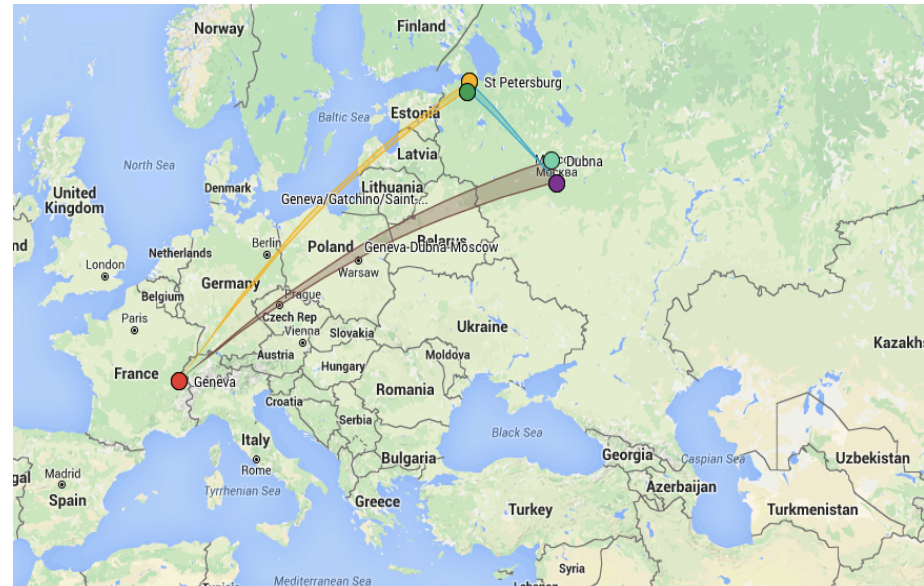 Norway
Finland
St Petersburg
Estonia
Baltic Sea
Latvia
Dubna
Москва
North Sea
Denmark
Lithuania
United
Kingdom
Geneva/Gatchino/Saint-...
Berlin
Poland
Belarus
Geneva-Dubna-Moscow
Netherlands
London
Germany
Warsaw
Belgium
Prague
Paris
Czech Rep
Ukraine
Vienna
Slovakia
Kazakhs
Austria
Moldova
France
Geneva
Hungary
Romania
Croatia
Serbia
Italy
Black Sea
Bulgaria
Georgia
Caspian Sea
Uzbekistan
Rome
Madrid
gal
Spain
Tyrrhenian Sea
Azerbaijan
Greece
Turkey
Turkmenistan
Syria
Mediterranean Sea